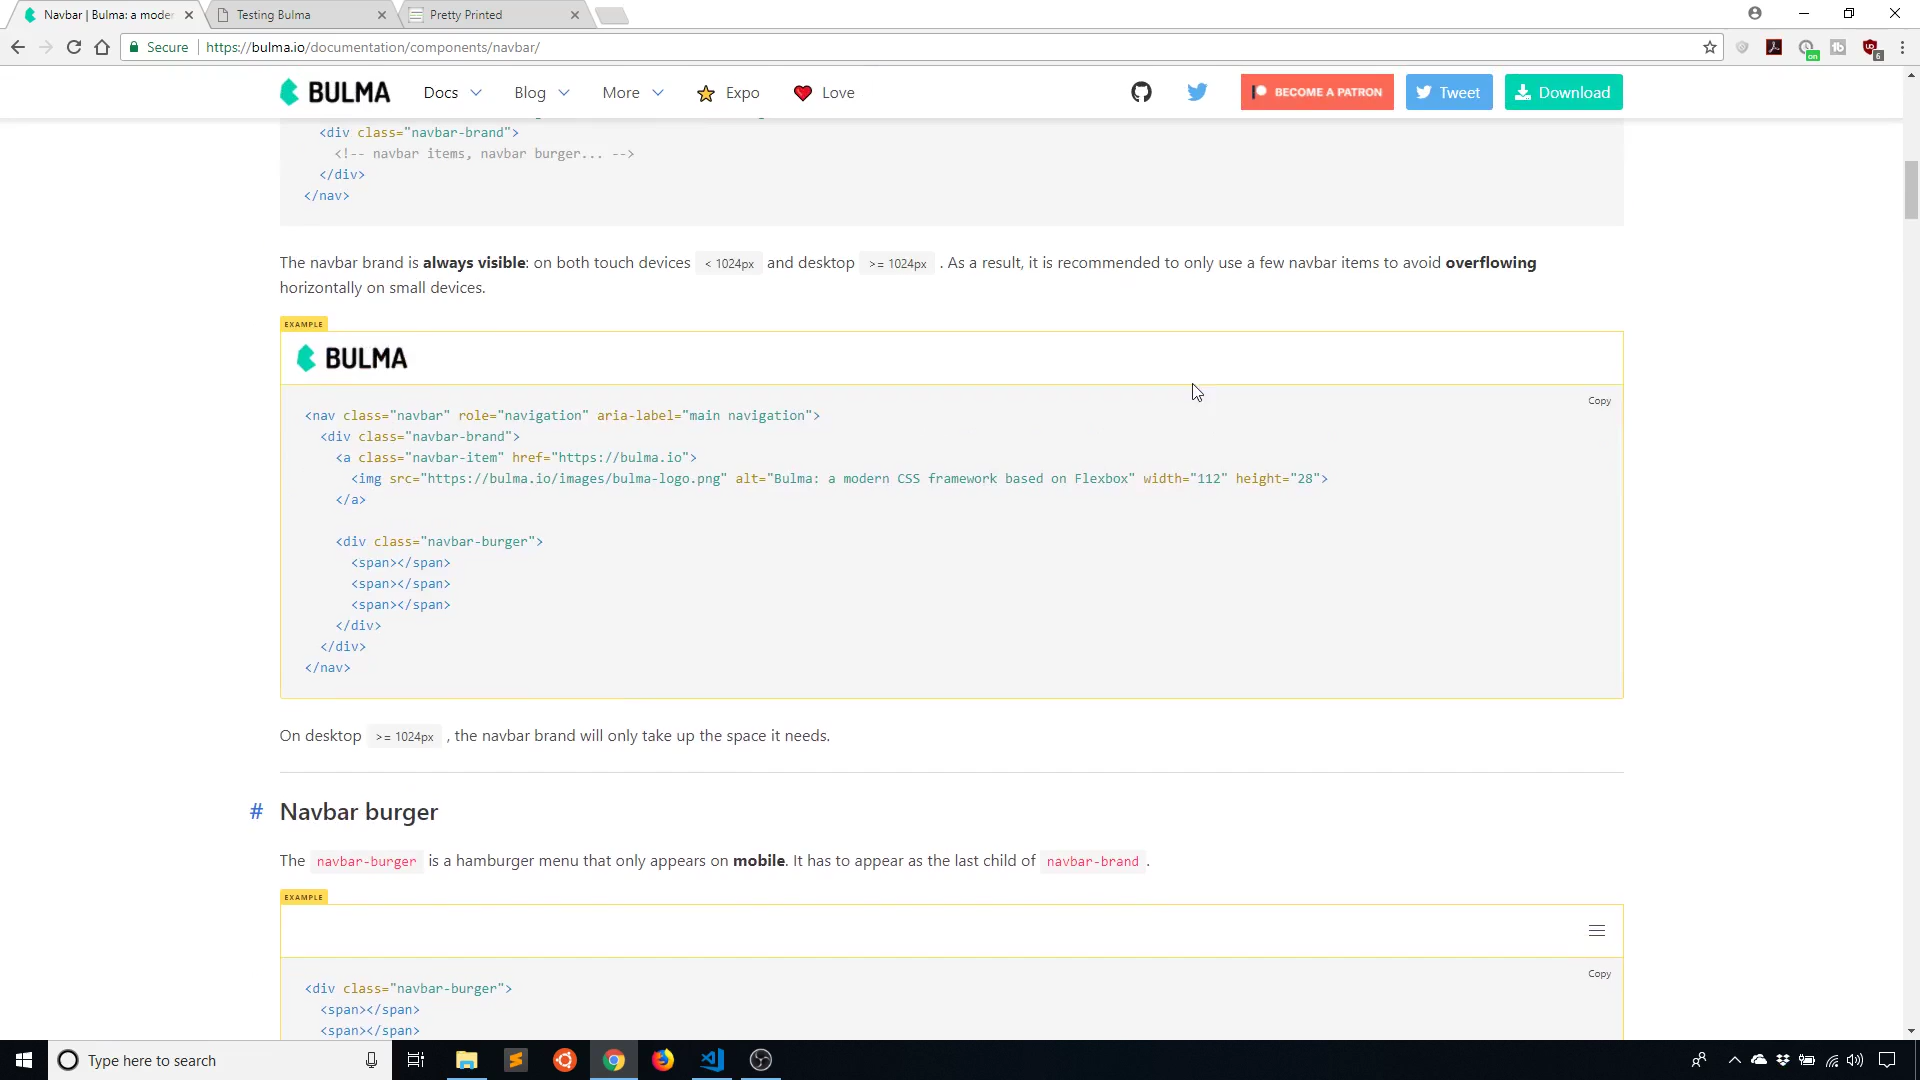 Navbar | Bulma: a moder
Testing Bulma
Pretty Printed
Secure
https://bulma.io/documentation/components/navbar/
BULMA
Docs
Blog
More
Expo
Love
BECOME A PATRON
Tweet
Download
<div class="navbar-brand">
<!-- navbar items, navbar burger... -->
</div>
</nav>
The navbar brand is always visible: on both touch devices < 1024px and desktop >= 1024px . As a result, it is recommended to only use a few navbar items to avoid overflowing
horizontally on small devices.
EXAMPLE
BULMA
Copy
<nav class="navbar" role="navigation" aria-label="main navigation">
<div class="navbar-brand">
<a class="navbar-item" href="https://bulma.io">
<img src="https://bulma.io/images/bulma-logo.png" alt="Bulma: a modern CSS framework based on Flexbox" width="112" height="28">
</a>
<div class="navbar-burger">
<span></span>
<span></span>
<span></span>
</div>
</div>
</nav>
On desktop >= 1024px , the navbar brand will only take up the space it needs.
# Navbar burger
The navbar-burger is a hamburger menu that only appears on mobile. It has to appear as the last child of navbar-brand .
EXAMPLE
Copy
<div class="navbar-burger">
<span></span>
<span></span>
Type here to search